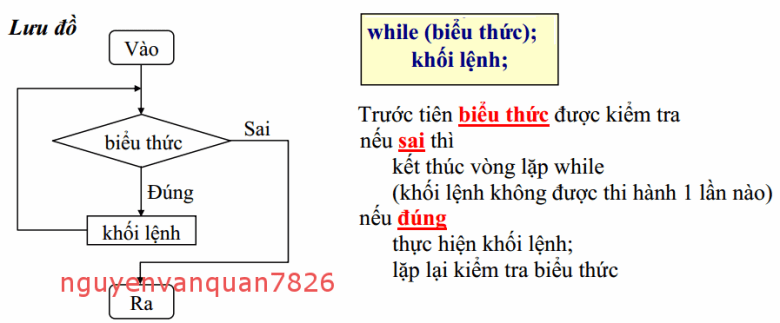 Lưu đồ
Vào
biểu thức
Sai
Đúng
khối lệnh
nguyenvanquan7826
Ra
while (biểu thức);
khối lệnh;
Trước tiên biểu thức được kiểm tra
nếu sai thì
kết thúc vòng lặp while
(khối lệnh không được thi hành 1 lần nào)
nếu đúng
thực hiện khối lệnh;
lặp lại kiểm tra biểu thức